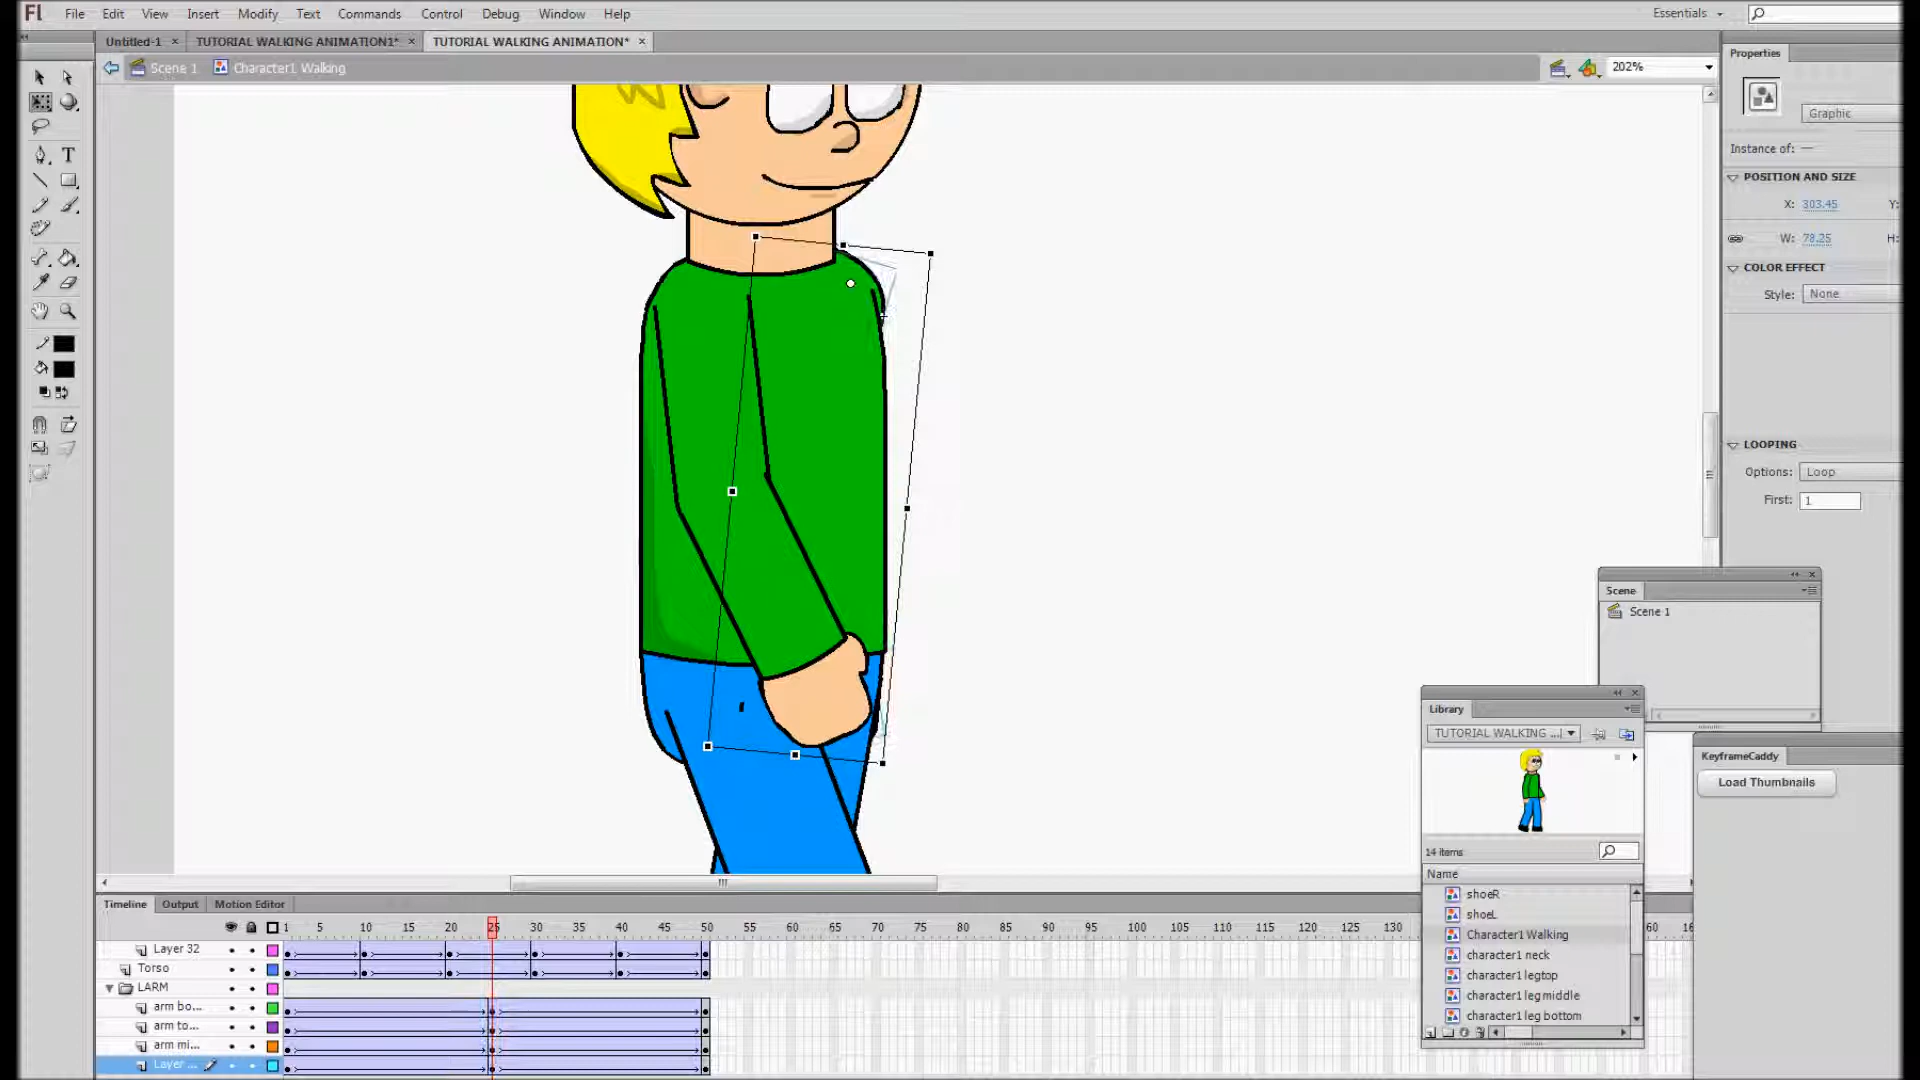 Fl File Edit View Insert Modify Text Commands Control Debug Window Help Essentials
Untitled-1 × TUTORIAL WALKING ANIMATION1* × TUTORIAL WALKING ANIMATION* ×
Scene 1 Character1 Walking 202%
Properties
Graphic
Instance of: —
POSITION AND SIZE
X: 303.45 Y:
W: 78.25 H:
COLOR EFFECT
Style: None
LOOPING
Options: Loop
First: 1
Scene
Scene 1
Library
TUTORIAL WALKING ...
14 items
Name
shoeR
shoeL
Character1 Walking
character1 neck
character1 legtop
character1 leg middle
character1 leg bottom
KeyframeCaddy
Load Thumbnails
Timeline Output Motion Editor
1 5 10 15 20 25 30 35 40 45 50 55 60 65 70 75 80 85 90 95 100 105 110 115 120 125 130 60
Layer 32
Torso
LARM
arm bo...
arm to...
arm mi...
Layer ...